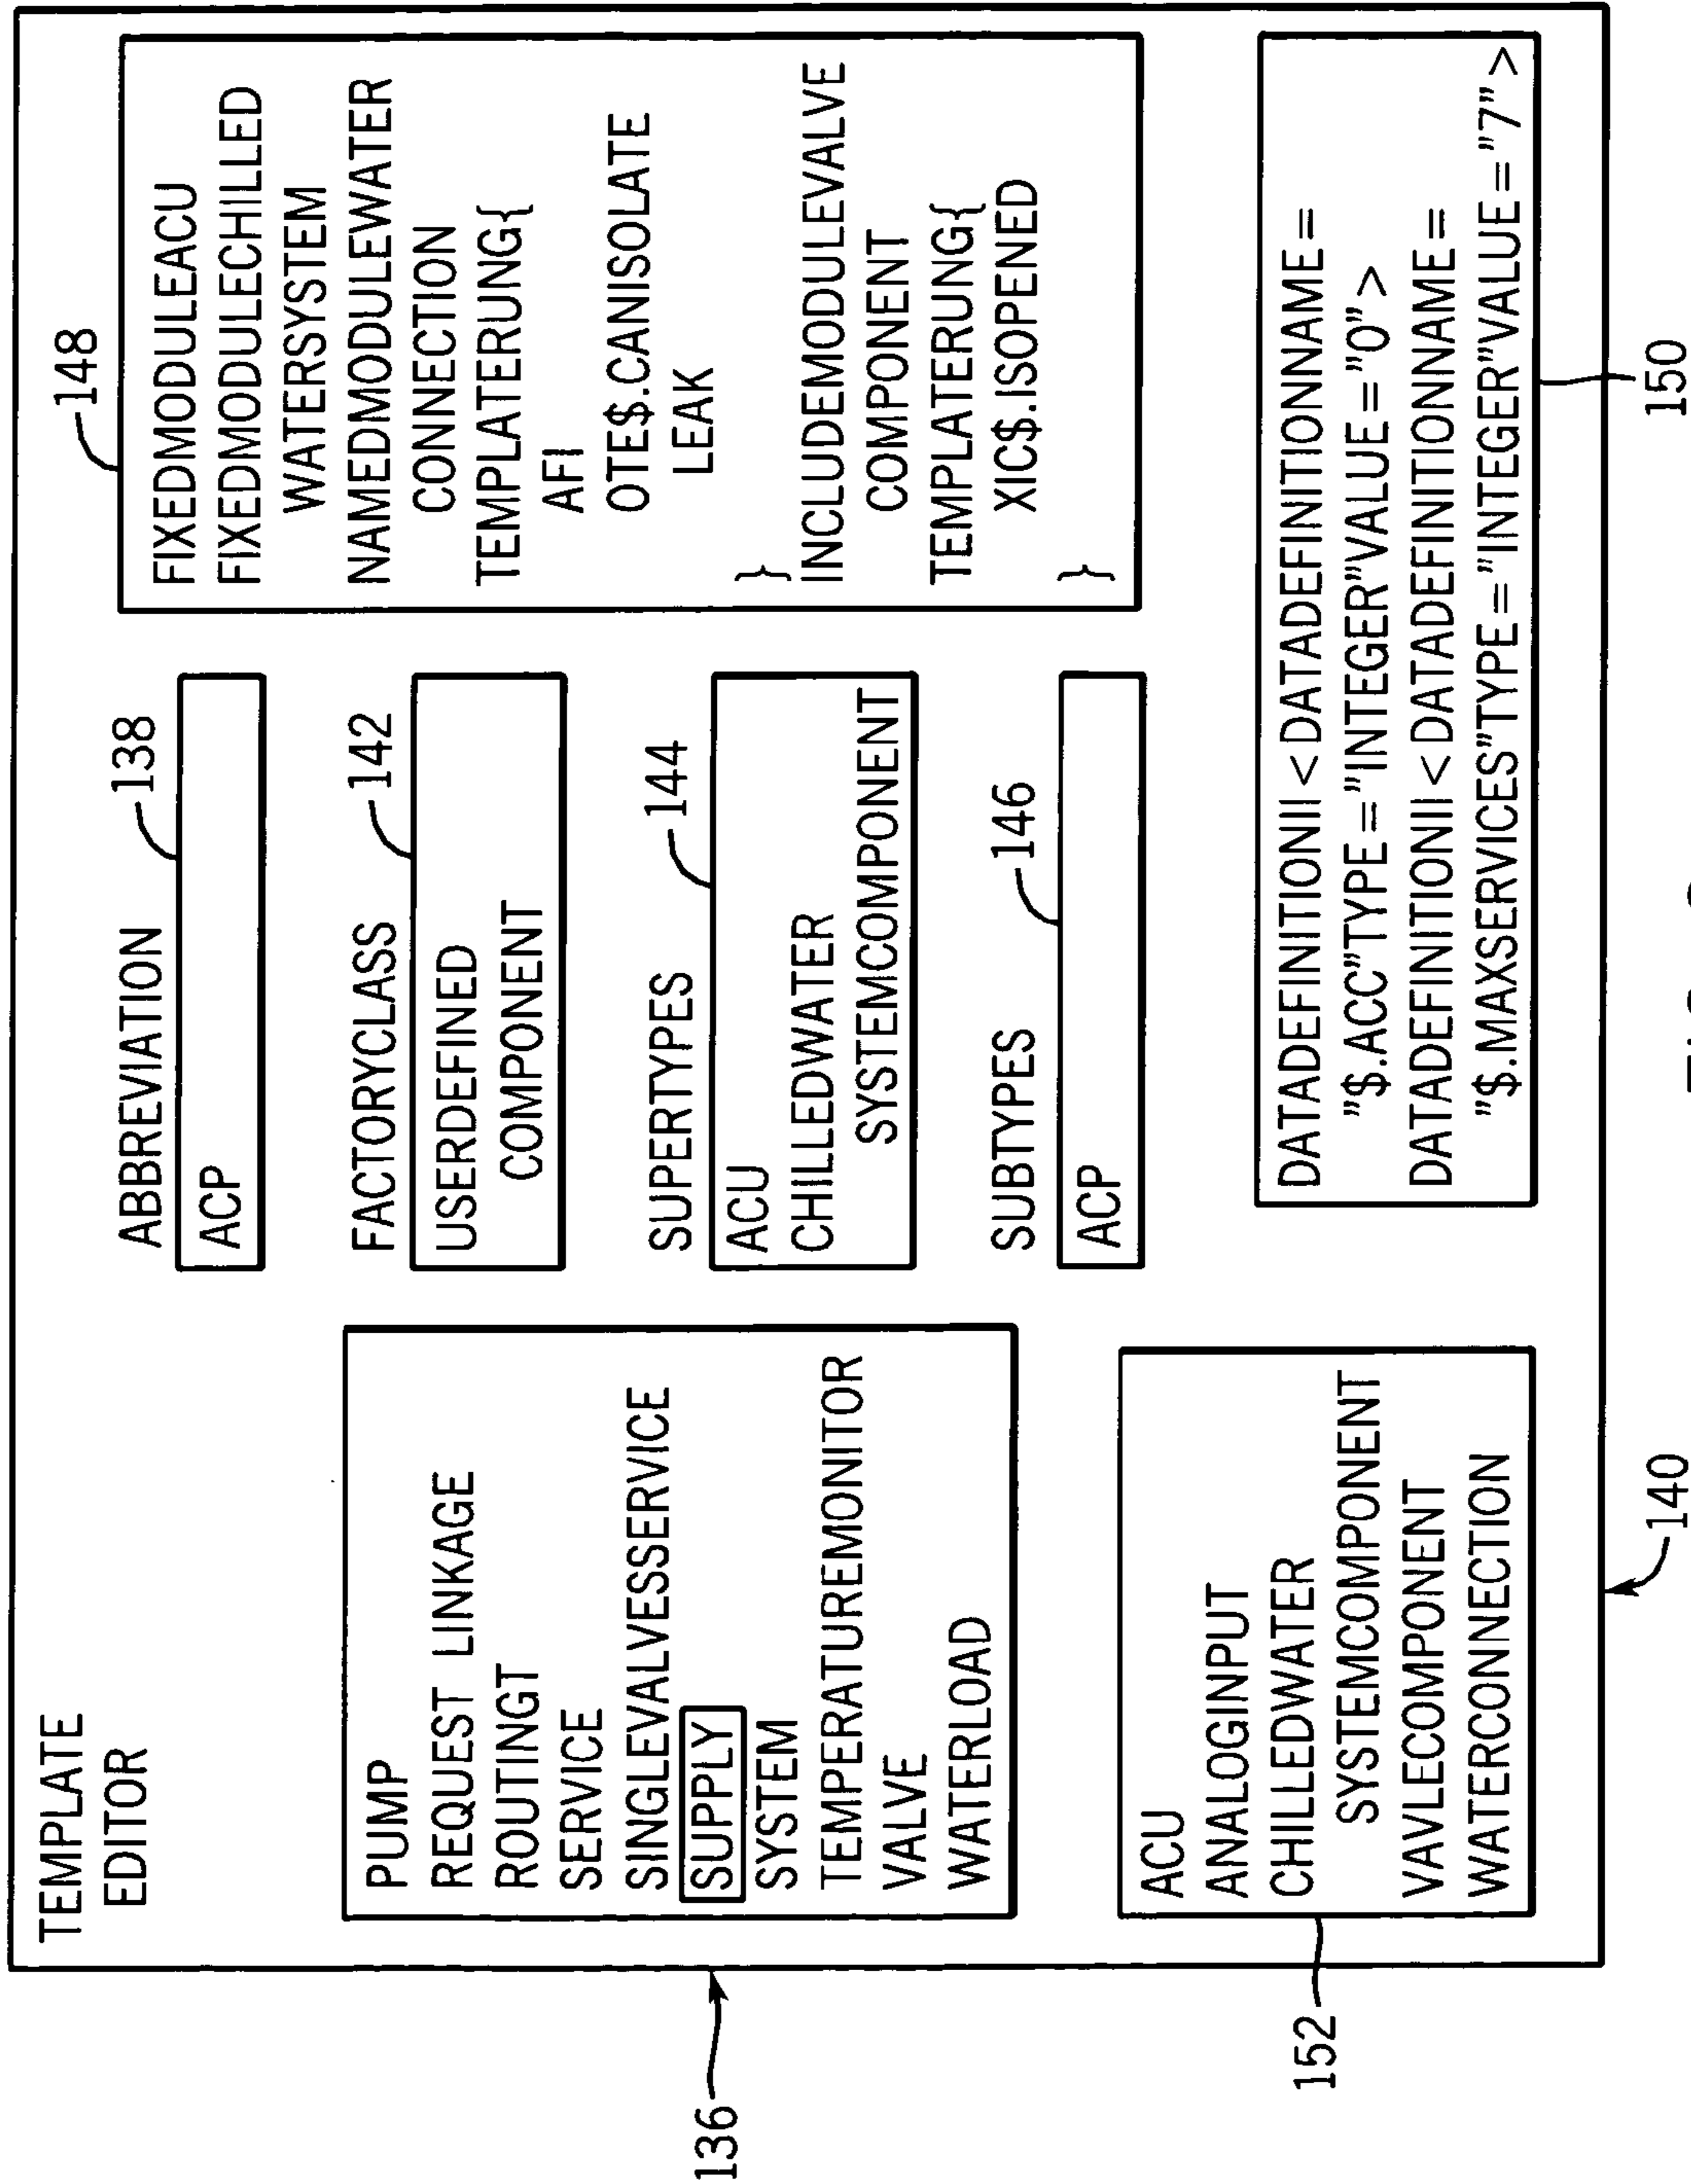 TEMPLATE
EDITOR
136
PUMP
REQUEST LINKAGE
ROUTINGT
SERVICE
SINGLEVALVESSERVICE
SUPPLY
SYSTEM
TEMPERATUREMONITOR
VALVE
WATERLOAD
152
ACU
ANALOGINPUT
CHILLEDWATER
SYSTEMCOMPONENT
VAVLECOMPONENT
WATERCONNECTION
140
ABBREVIATION
138
ACP
FACTORYCLASS
142
USERDEFINED
COMPONENT
SUPERTYPES
144
ACU
CHILLEDWATER
SYSTEMCOMPONENT
SUBTYPES
146
ACP
148
FIXEDMODULEACU
FIXEDMODULECHILLED
WATERSYSTEM
NAMEDMODULEWATER
CONNECTION
TEMPLATERUNG{
AFI
OTE$.CANISOLATE
LEAK
}
INCLUDEMODULEVALVE
COMPONENT
TEMPLATERUNG{
XIC$.ISOPENED
}
DATADEFINITIONII<DATADEFINITIONNAME=
"$.ACC"TYPE="INTEGER"VALUE="0">
DATADEFINITIONII<DATADEFINITIONNAME=
"$.MAXSERVICES"TYPE="INTEGER"VALUE="7">
150